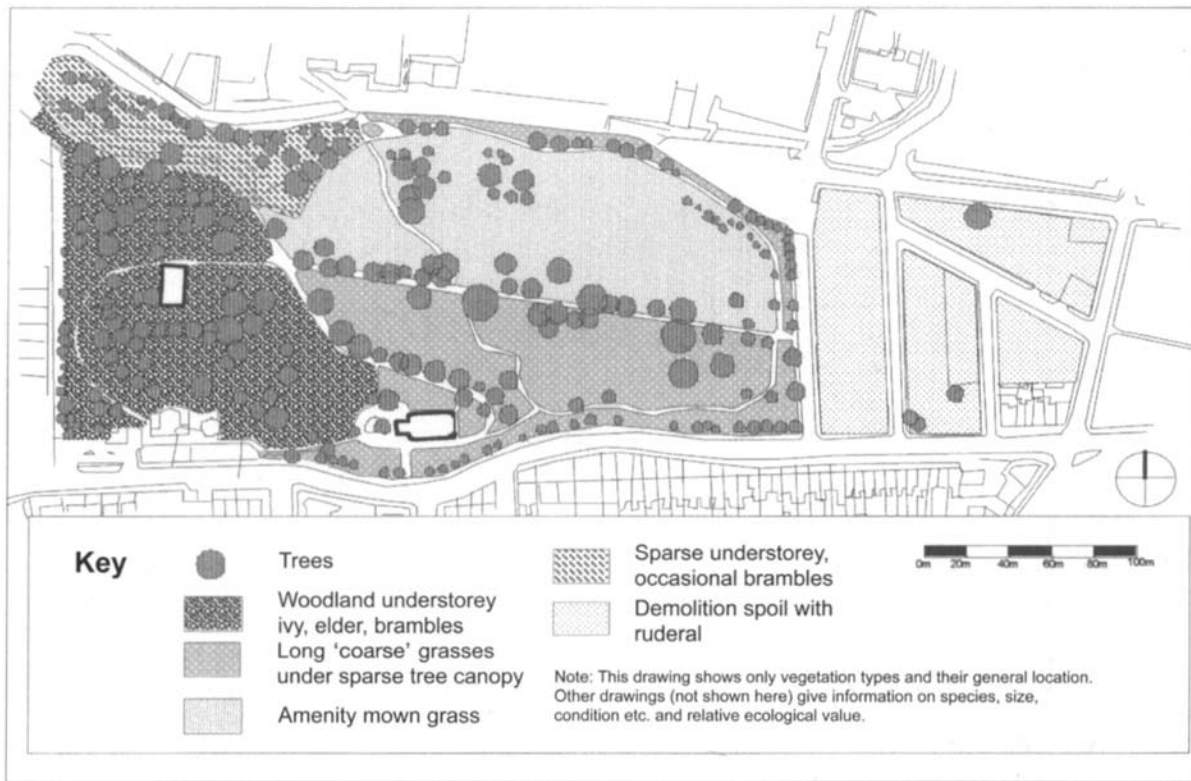 Key
Trees
Woodland understorey
ivy, elder, brambles
Long ‘coarse’ grasses
under sparse tree canopy
Amenity mown grass
Sparse understorey,
occasional brambles
Demolition spoil with
ruderal
0m 20m 40m 60m 80m 100m
Note: This drawing shows only vegetation types and their general location.
Other drawings (not shown here) give information on species, size,
condition etc. and relative ecological value.